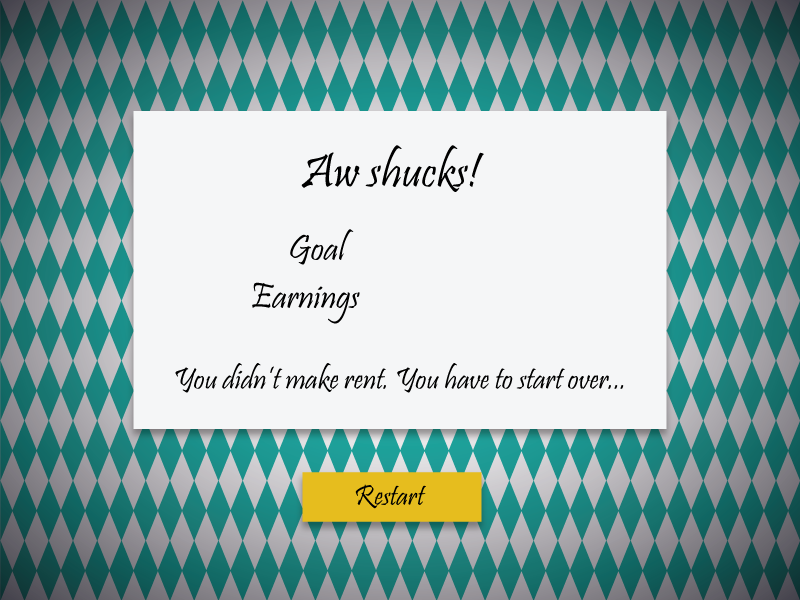 Aw shucks!
Goal
Earnings
You didn't make rent. You have to start over...
Restart